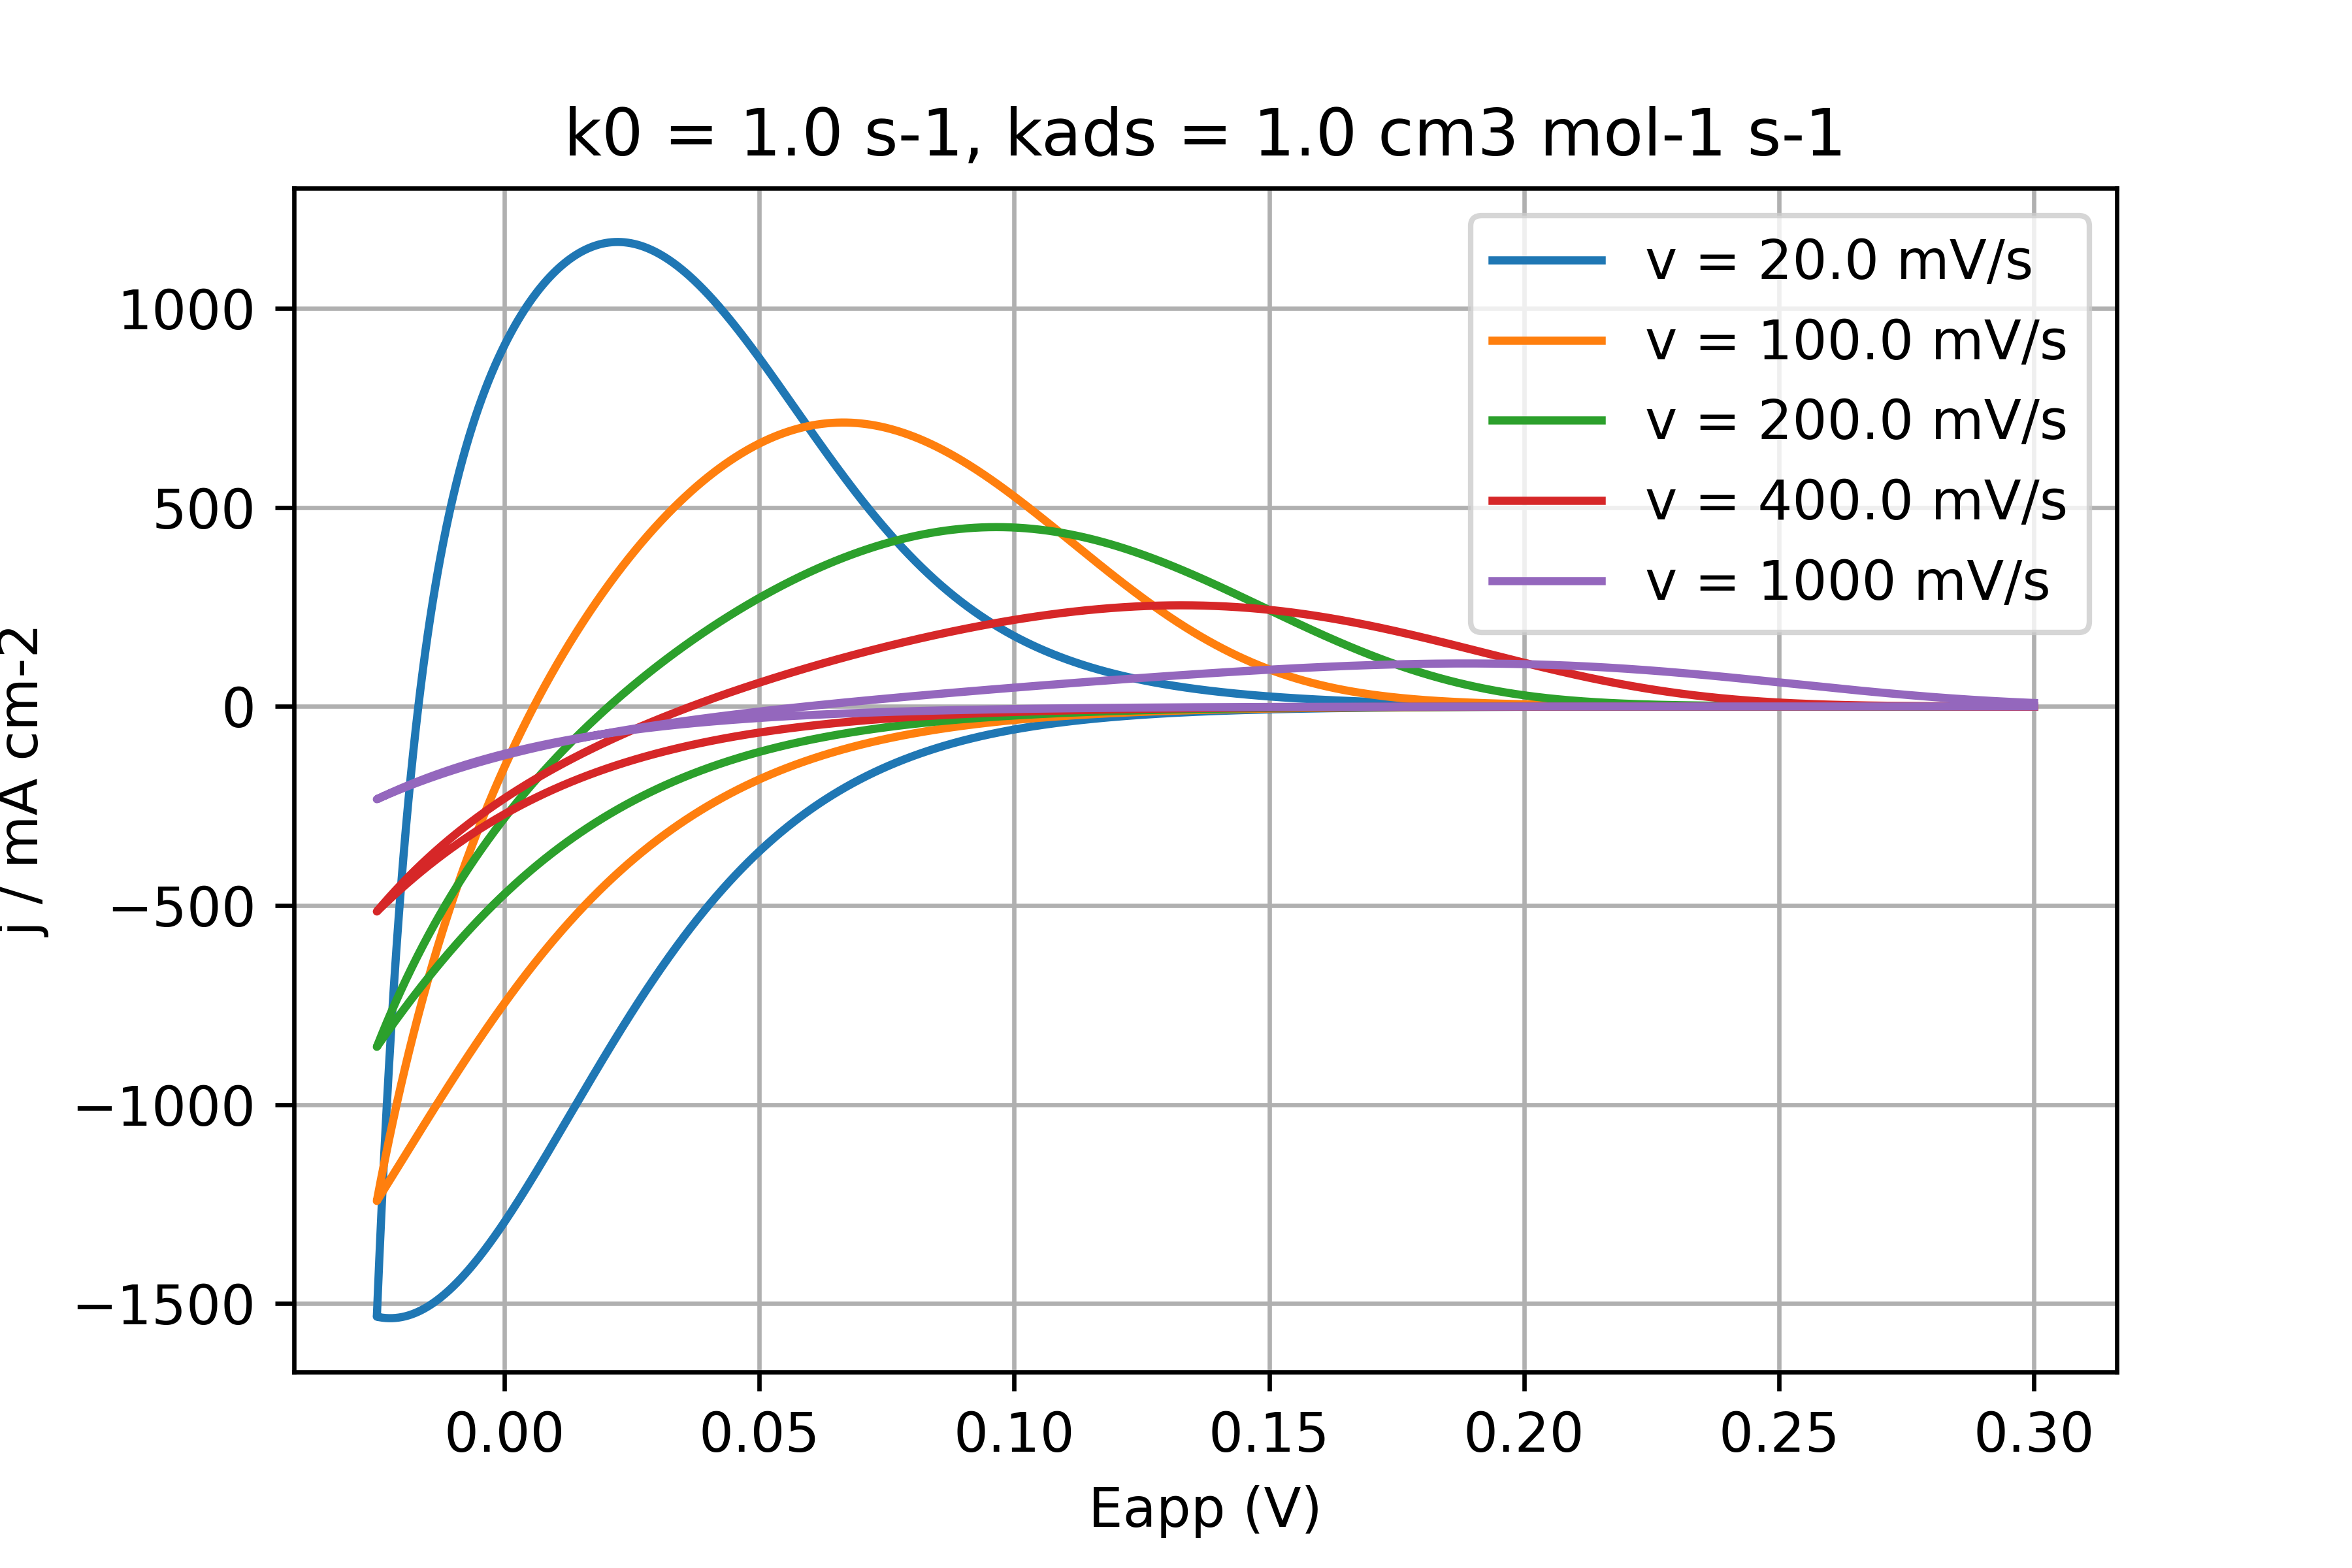 k0 = 1.0 s-1, kads = 1.0 cm3 mol-1 s-1
v = 20.0 mV/s
v = 100.0 mV/s
v = 200.0 mV/s
v = 400.0 mV/s
v = 1000 mV/s
1000
500
0
−500
−1000
−1500
j / mA cm-2
0.00 0.05 0.10 0.15 0.20 0.25 0.30
Eapp (V)